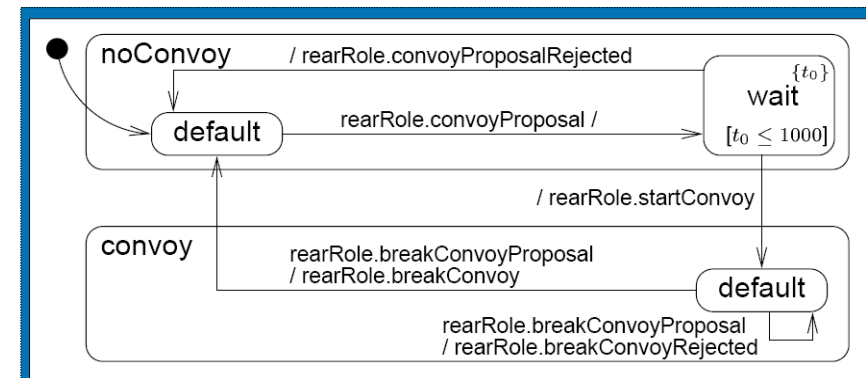 noConvoy
/ rearRole.convoyProposalRejected
{t₀}
wait
[t₀ ≤ 1000]
default
rearRole.convoyProposal /
/ rearRole.startConvoy
convoy
rearRole.breakConvoyProposal
/ rearRole.breakConvoy
default
rearRole.breakConvoyProposal
/ rearRole.breakConvoyRejected